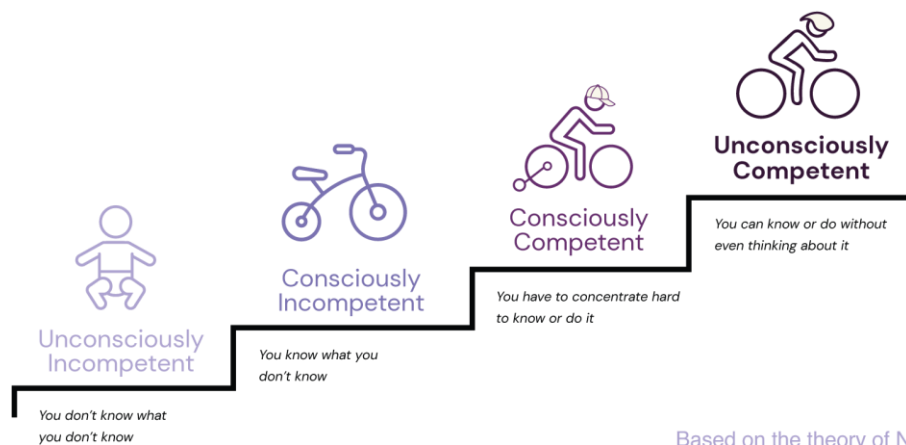 Unconsciously
Competent
You can know or do without
even thinking about it
Consciously
Competent
You have to concentrate hard
to know or do it
Consciously
Incompetent
You know what you
don't know
Unconsciously
Incompetent
You don't know what
you don't know
Based on the theory of N